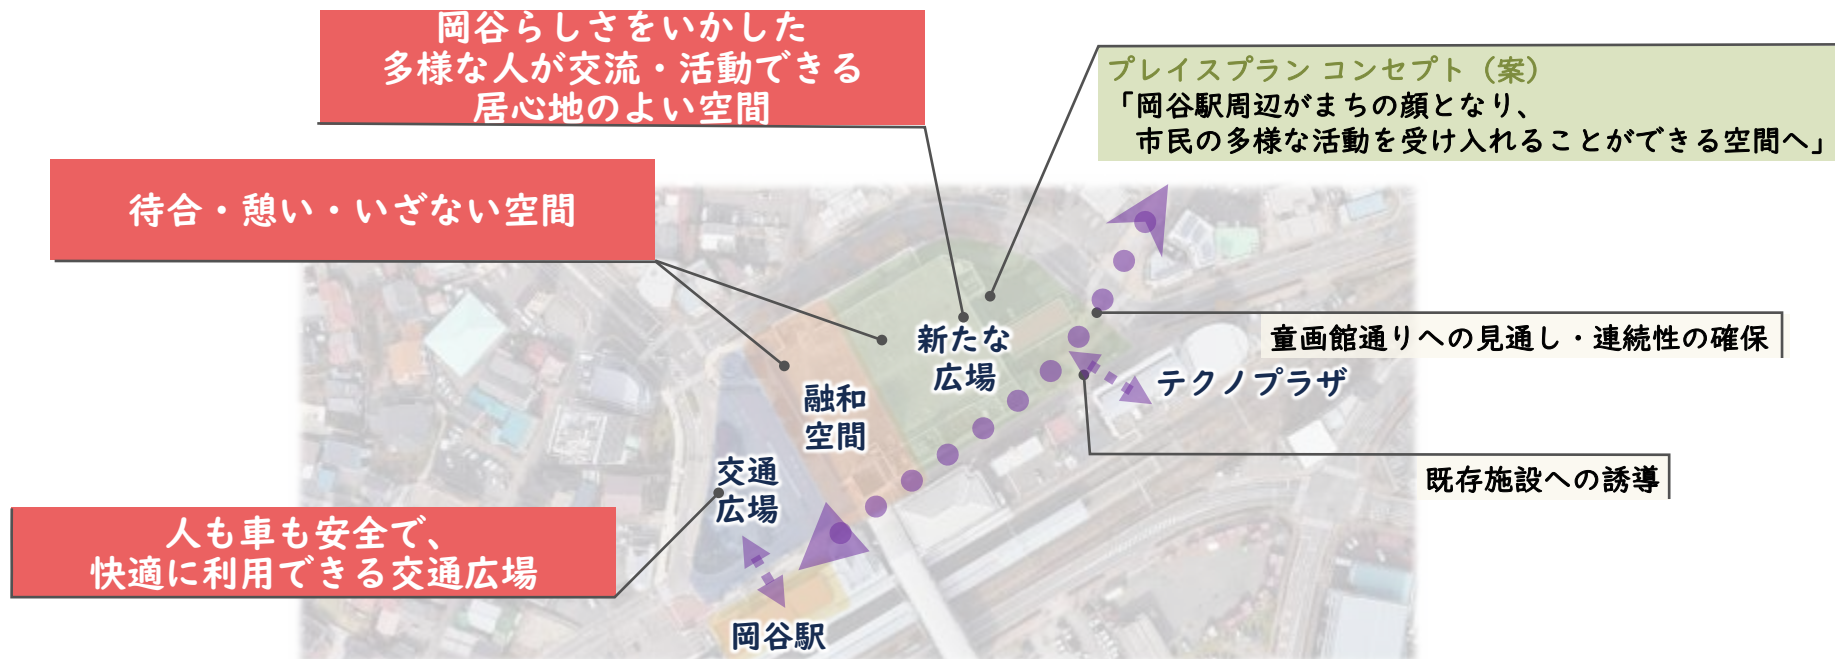 岡谷らしさをいかした
多様な人が交流・活動できる
居心地のよい空間
プレイスプラン コンセプト（案）
「岡谷駅周辺がまちの顔となり、
市民の多様な活動を受け入れることができる空間へ」
待合・憩い・いざない空間
新たな
広場
童画館通りへの見通し・連続性の確保
テクノプラザ
融和
空間
交通
広場
既存施設への誘導
人も車も安全で、
快適に利用できる交通広場
岡谷駅